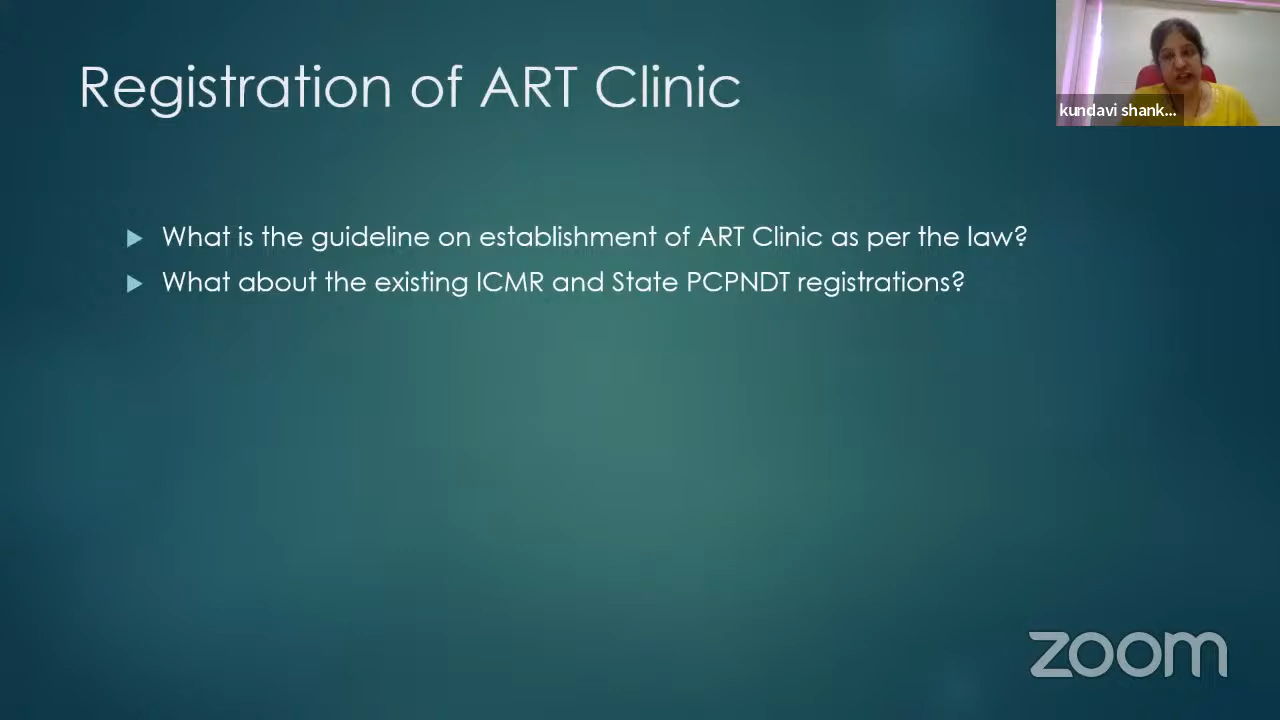 Registration of ART Clinic
kundavi shank...
What is the guideline on establishment of ART Clinic as per the law?
What about the existing ICMR and State PCPNDT registrations?
zoom